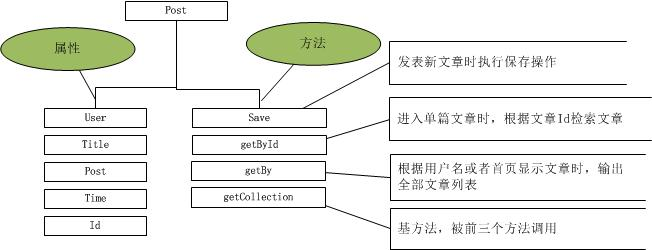 Post
属性
方法
发表新文章时执行保存操作
User
Save
进入单篇文章时，根据文章Id检索文章
Title
getById
根据用户名或者首页显示文章时，输出
全部文章列表
Post
getBy
Time
getCollection
Id
基方法，被前三个方法调用